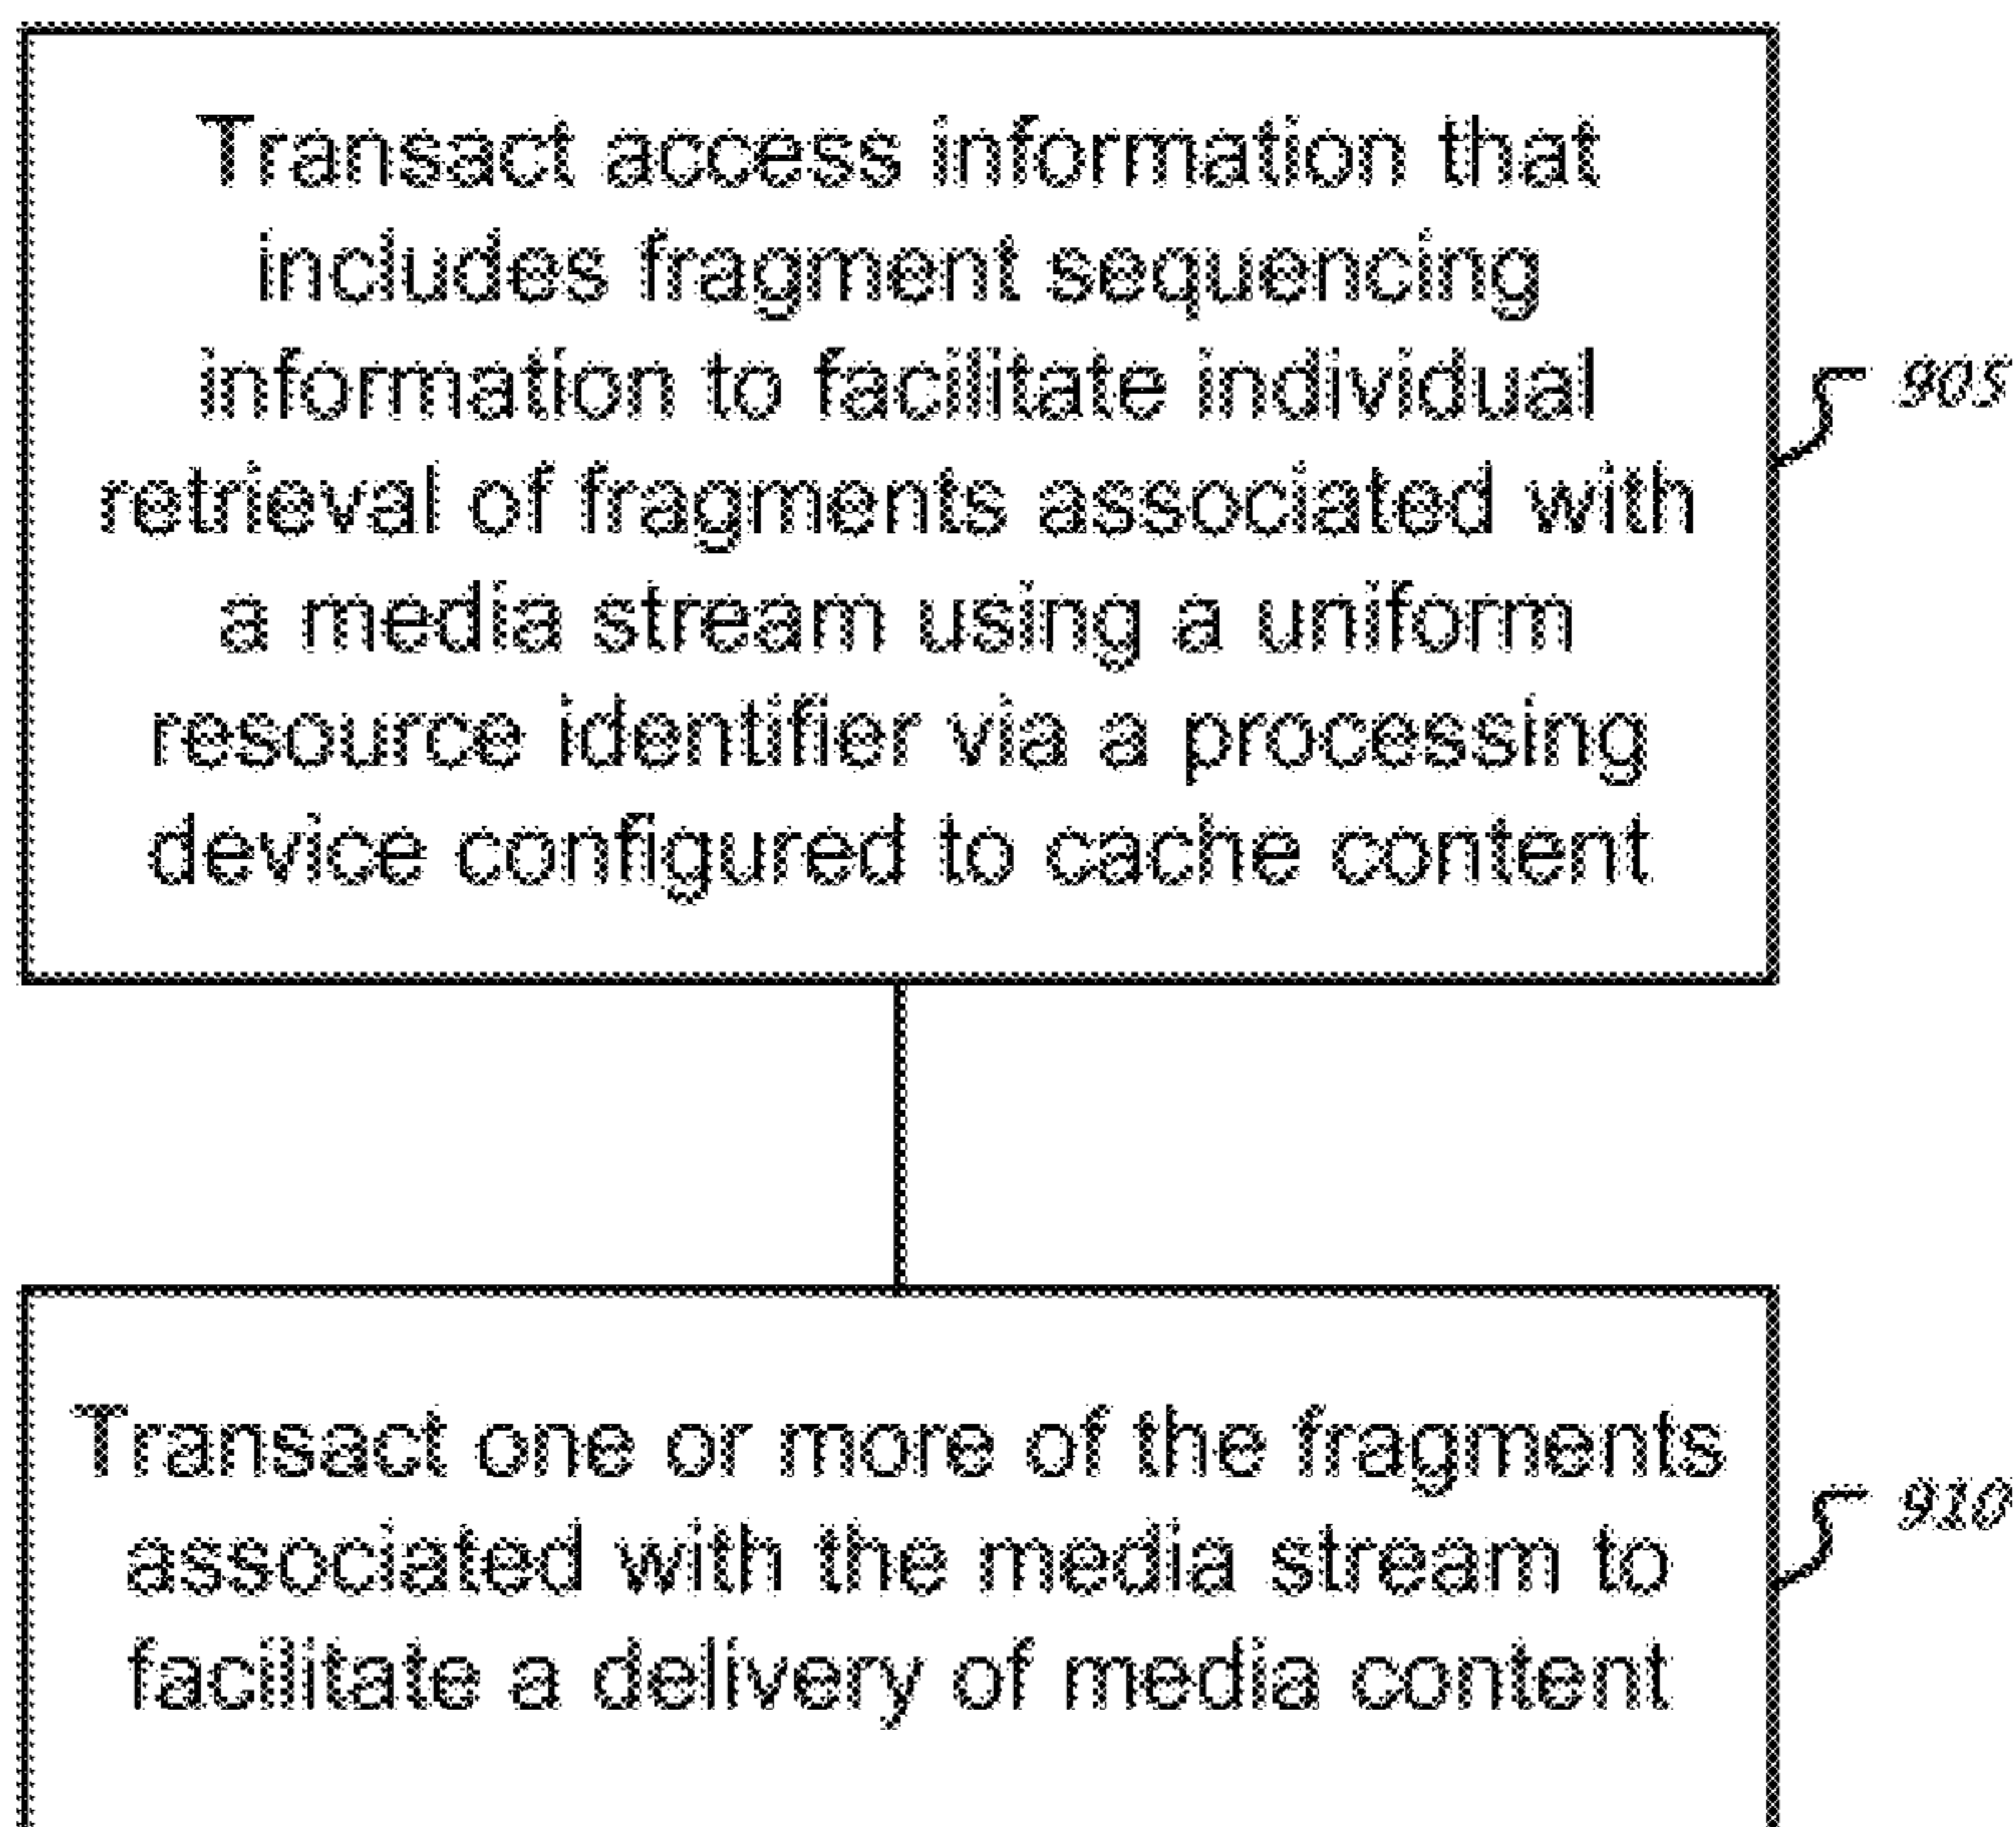 Transact access information that
includes fragment sequencing
information to facilitate individual
retrieval of fragments associated with
a media stream using a uniform
resource identifier via a processing
device configured to cache content
905
Transact one or more of the fragments
associated with the media stream to
facilitate a delivery of media content
910